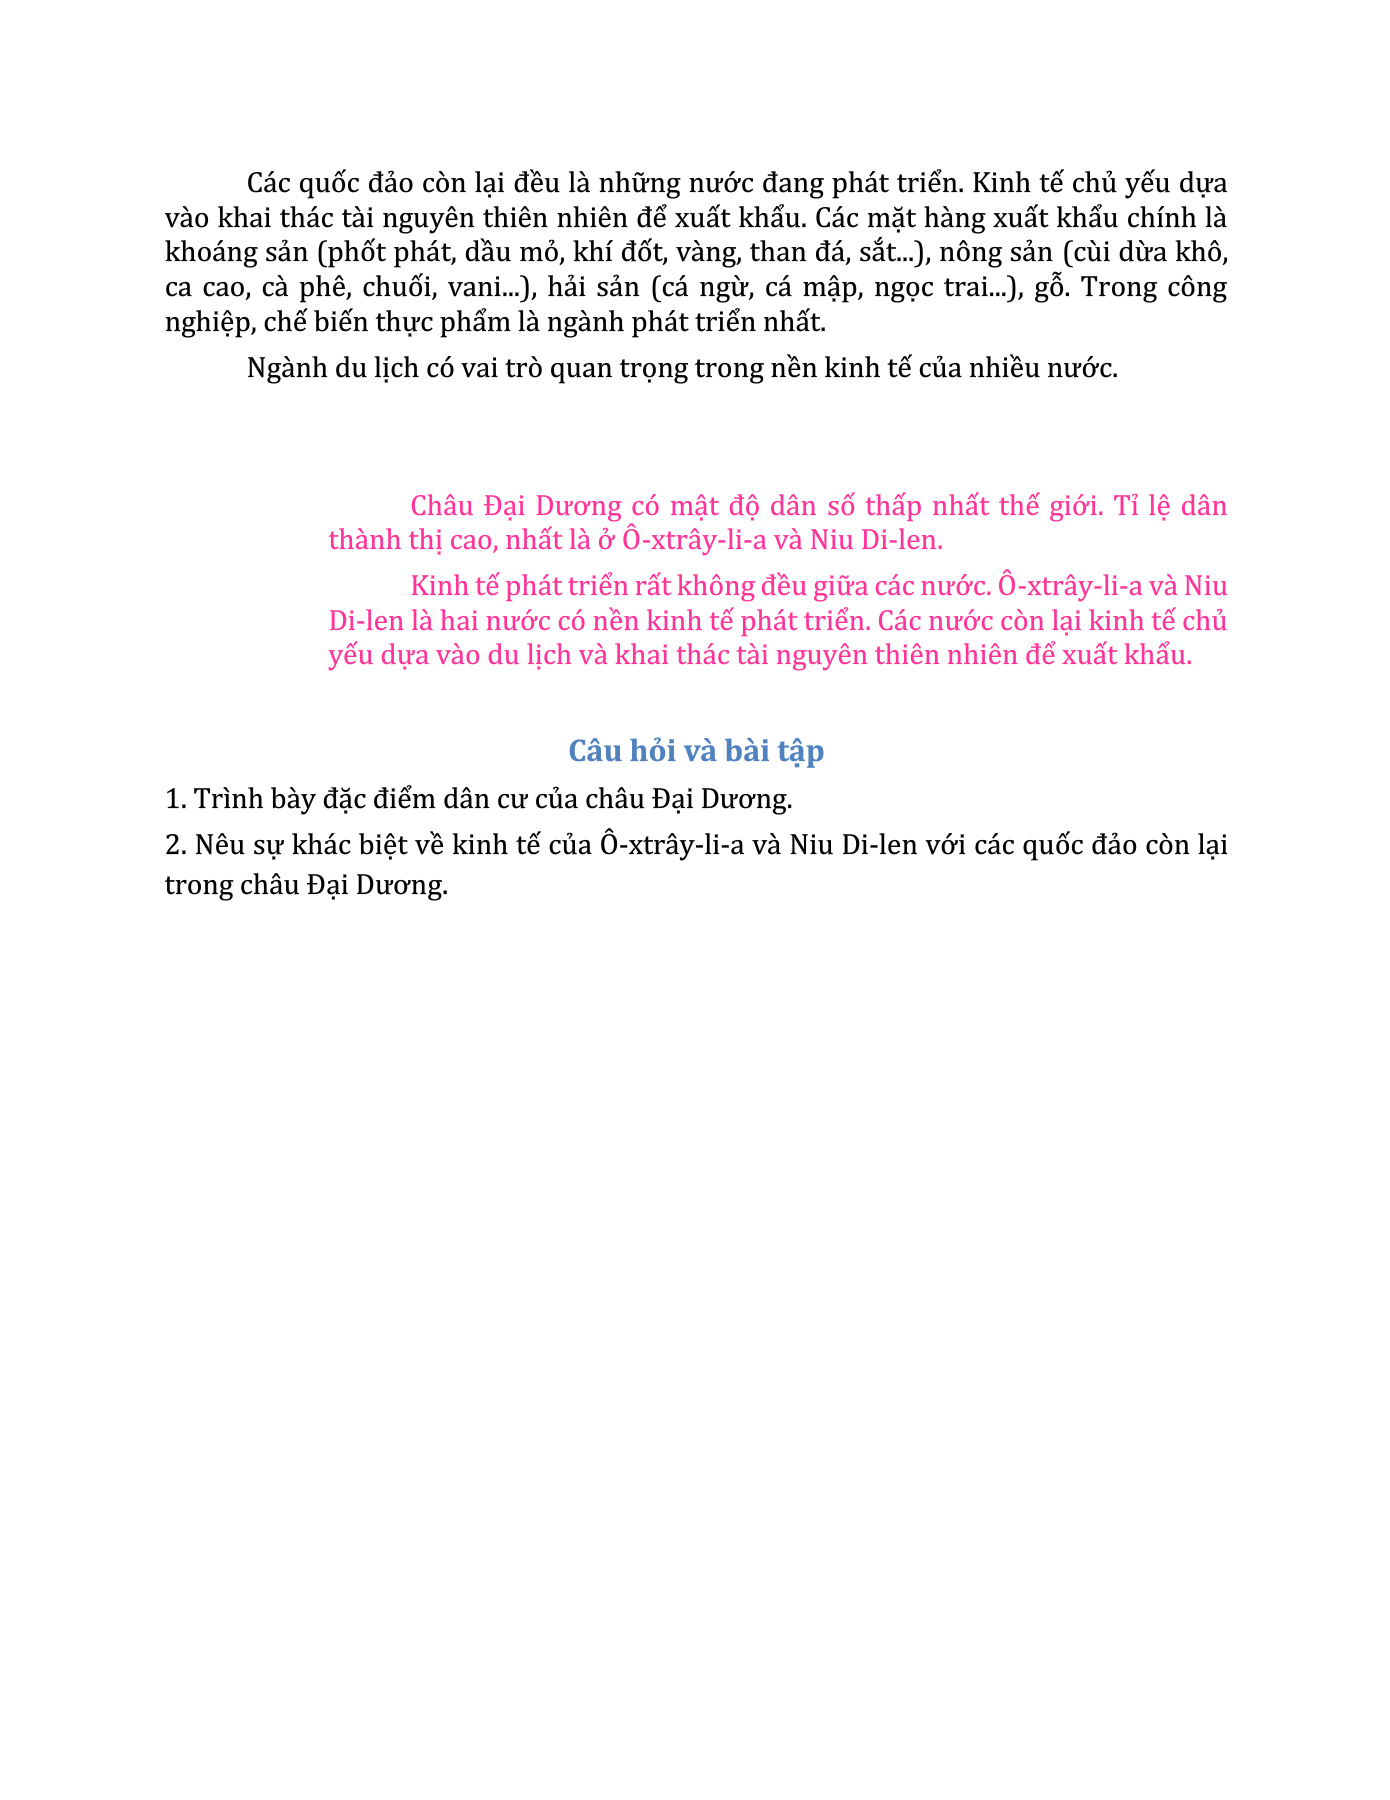 Các quốc đảo còn lại đều là những nước đang phát triển. Kinh tế chủ yếu dựa
vào khai thác tài nguyên thiên nhiên để xuất khẩu. Các mặt hàng xuất khẩu chính là
khoáng sản (phốt phát, dầu mỏ, khí đốt, vàng, than đá, sắt...), nông sản (cùi dừa khô,
ca cao, cà phê, chuối, vani...), hải sản (cá ngừ, cá mập, ngọc trai...), gỗ. Trong công
nghiệp, chế biến thực phẩm là ngành phát triển nhất.
Ngành du lịch có vai trò quan trọng trong nền kinh tế của nhiều nước.
Châu Đại Dương có mật độ dân số thấp nhất thế giới. Tỉ lệ dân
thành thị cao, nhất là ở Ô-xtrây-li-a và Niu Di-len.
Kinh tế phát triển rất không đều giữa các nước. Ô-xtrây-li-a và Niu
Di-len là hai nước có nền kinh tế phát triển. Các nước còn lại kinh tế chủ
yếu dựa vào du lịch và khai thác tài nguyên thiên nhiên để xuất khẩu.
Câu hỏi và bài tập
1. Trình bày đặc điểm dân cư của châu Đại Dương.
2. Nêu sự khác biệt về kinh tế của Ô-xtrây-li-a và Niu Di-len với các quốc đảo còn lại
trong châu Đại Dương.